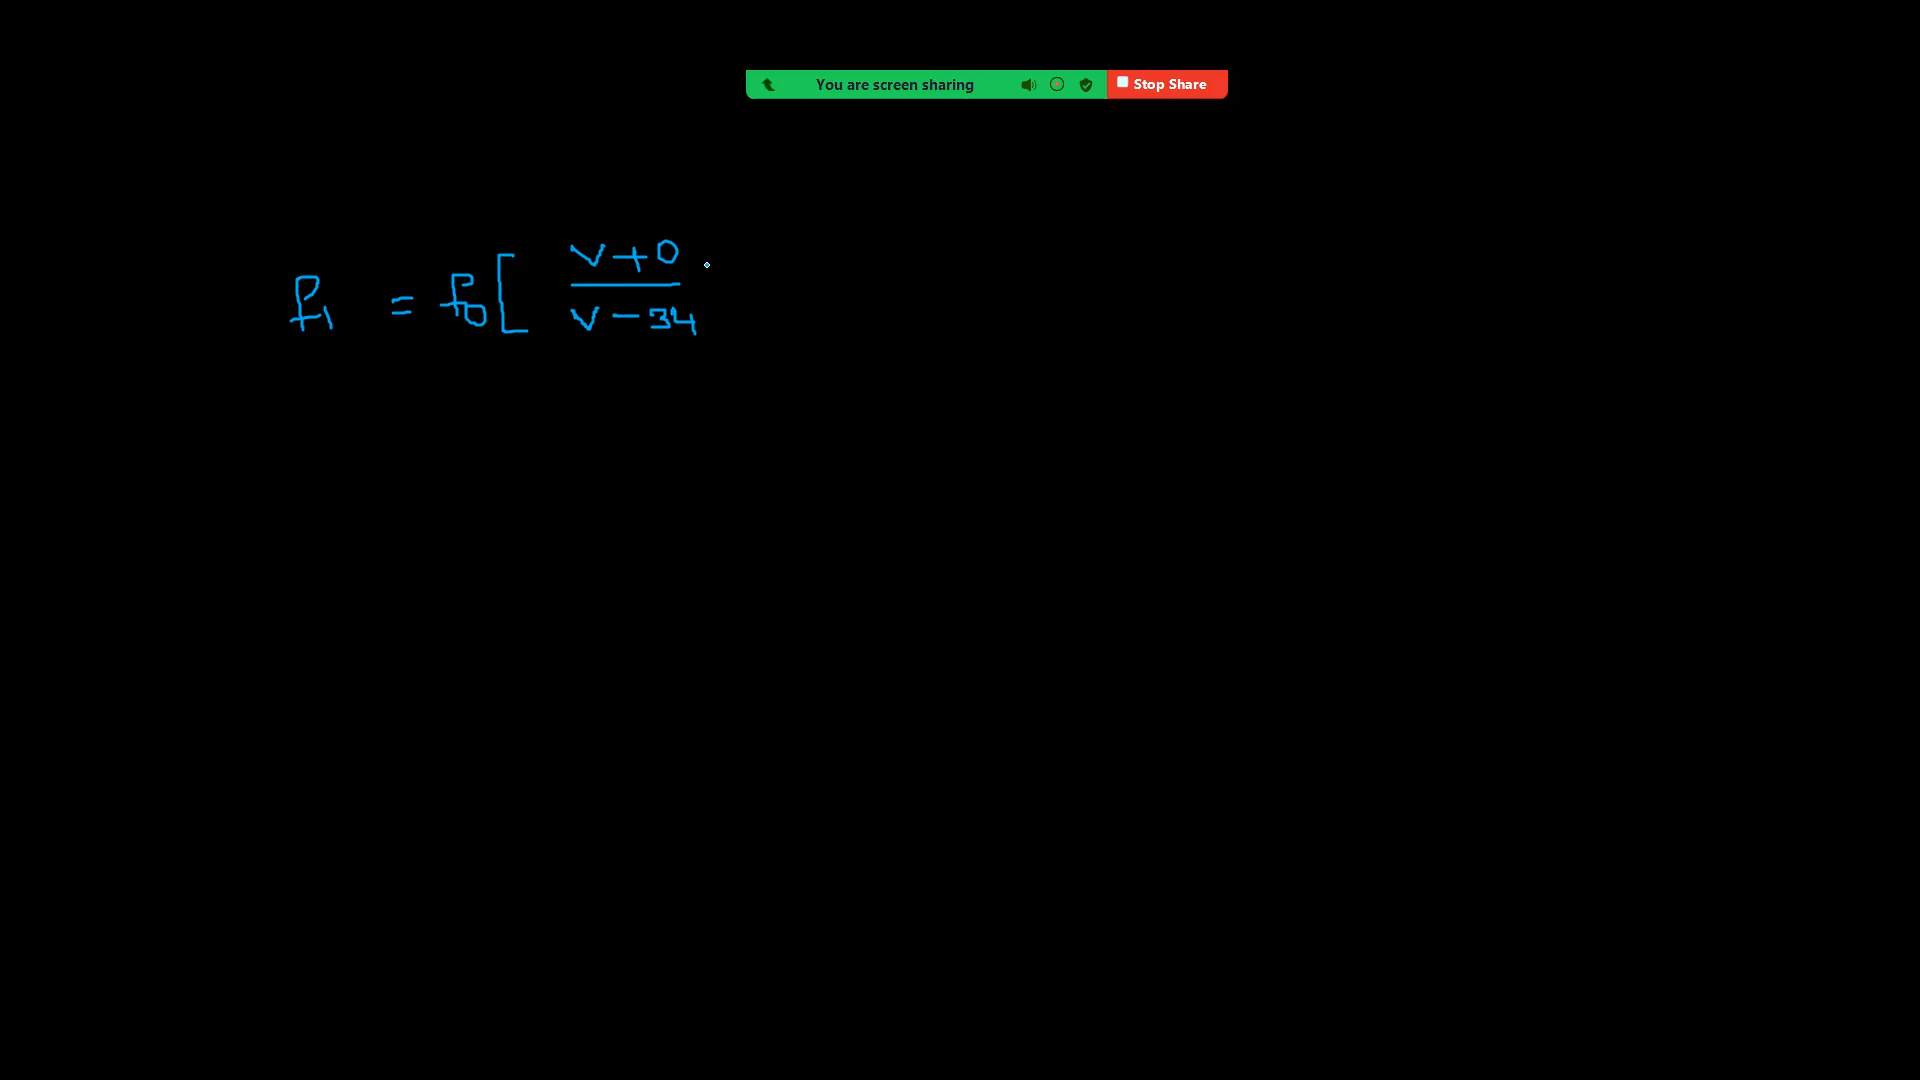 You are screen sharing Stop Share
f₁ = f₀ [ (v+0)/(v-34)